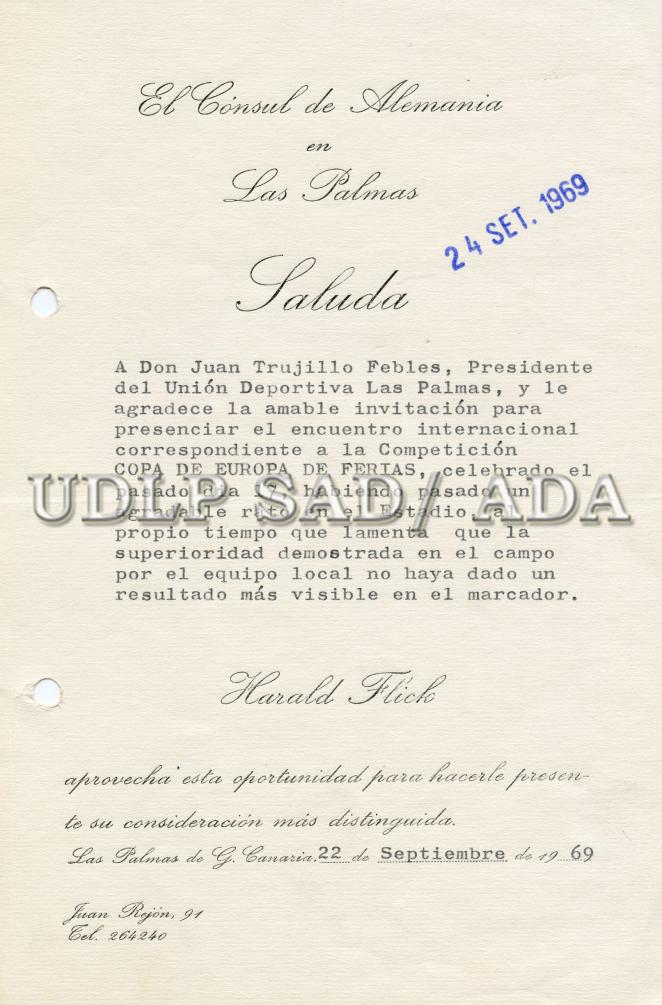 El Cónsul de Alemania
en
Las Palmas
24 SET. 1969
Saluda
A Don Juan Trujillo Febles, Presidente
del Unión Deportiva Las Palmas, y le
agradece la amable invitación para
presenciar el encuentro internacional
correspondiente a la Competición
COPA DE EUROPA DE FERIAS, celebrado el
pasado día 17, habiendo pasado un
UDLP SAD/ ADA
agradable rato en el Estadio, al
propio tiempo que lamenta que la
superioridad demostrada en el campo
por el equipo local no haya dado un
resultado más visible en el marcador.
Harald Flick
aprovecha esta oportunidad para hacerle presen-
te su consideración más distinguida.
Las Palmas de G. Canaria, 22 de Septiembre de 19 69
Juan Rejón, 91
Tel. 264240